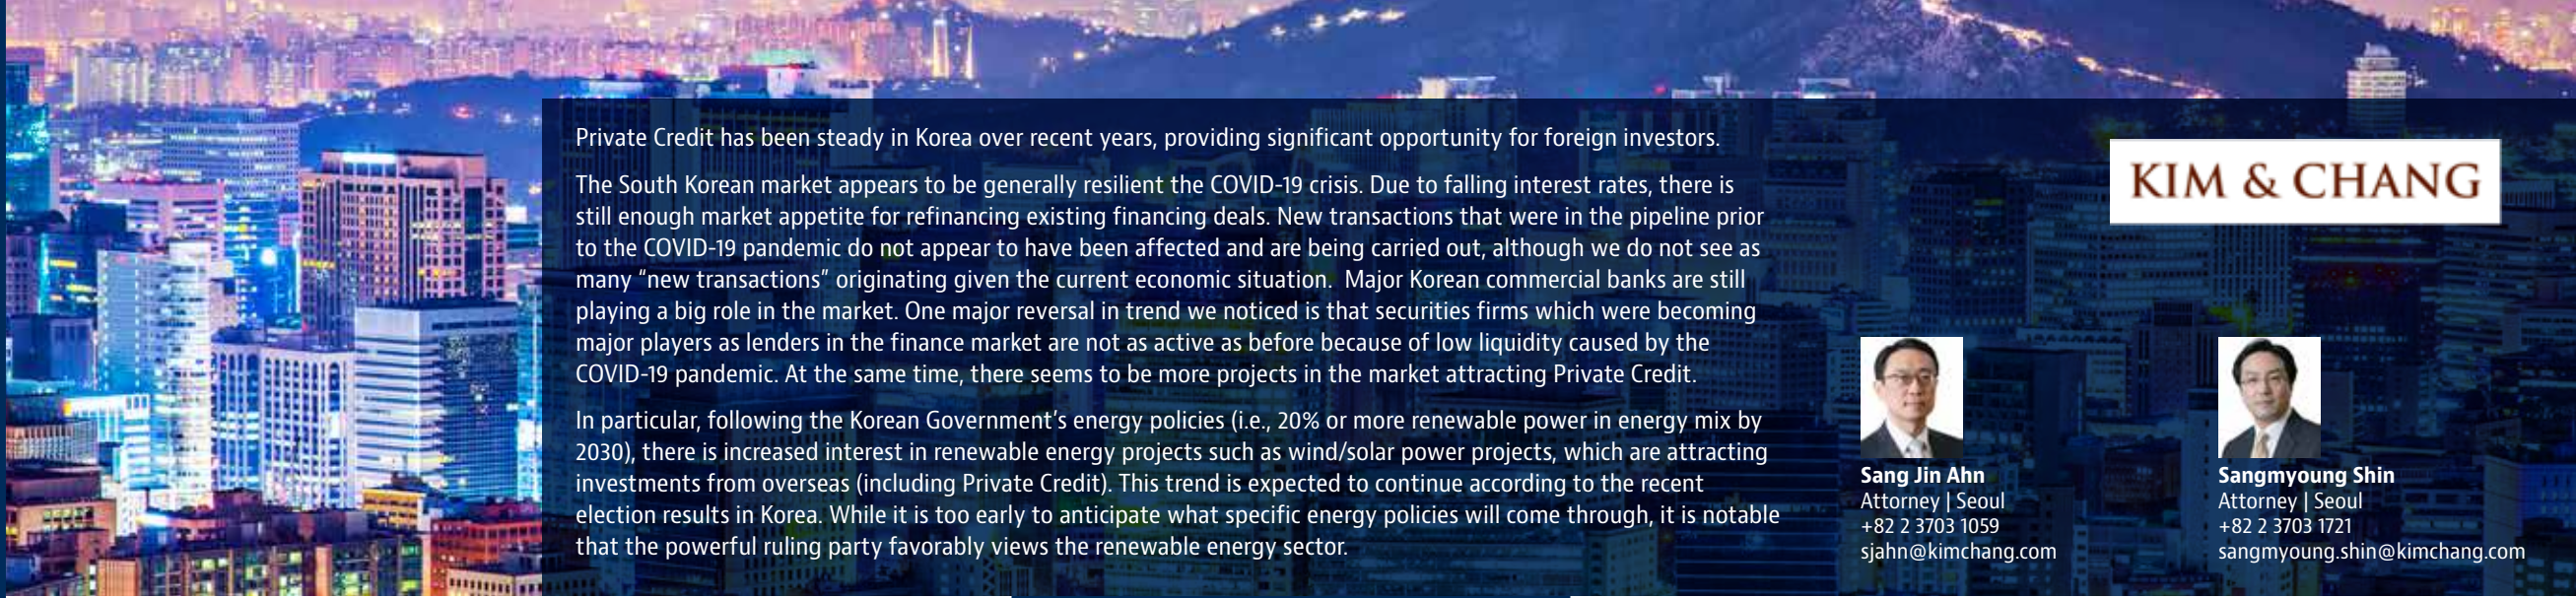 Private Credit has been steady in Korea over recent years, providing significant opportunity for foreign investors.
The South Korean market appears to be generally resilient the COVID-19 crisis. Due to falling interest rates, there is
still enough market appetite for refinancing existing financing deals. New transactions that were in the pipeline prior
to the COVID-19 pandemic do not appear to have been affected and are being carried out, although we do not see as
many “new transactions” originating given the current economic situation.  Major Korean commercial banks are still
playing a big role in the market. One major reversal in trend we noticed is that securities firms which were becoming
major players as lenders in the finance market are not as active as before because of low liquidity caused by the
COVID-19 pandemic. At the same time, there seems to be more projects in the market attracting Private Credit.
In particular, following the Korean Government’s energy policies (i.e., 20% or more renewable power in energy mix by
2030), there is increased interest in renewable energy projects such as wind/solar power projects, which are attracting
investments from overseas (including Private Credit). This trend is expected to continue according to the recent
election results in Korea. While it is too early to anticipate what specific energy policies will come through, it is notable
that the powerful ruling party favorably views the renewable energy sector.
KIM & CHANG
Sang Jin Ahn
Attorney | Seoul
+82 2 3703 1059
sjahn@kimchang.com
Sangmyoung Shin
Attorney | Seoul
+82 2 3703 1721
sangmyoung.shin@kimchang.com